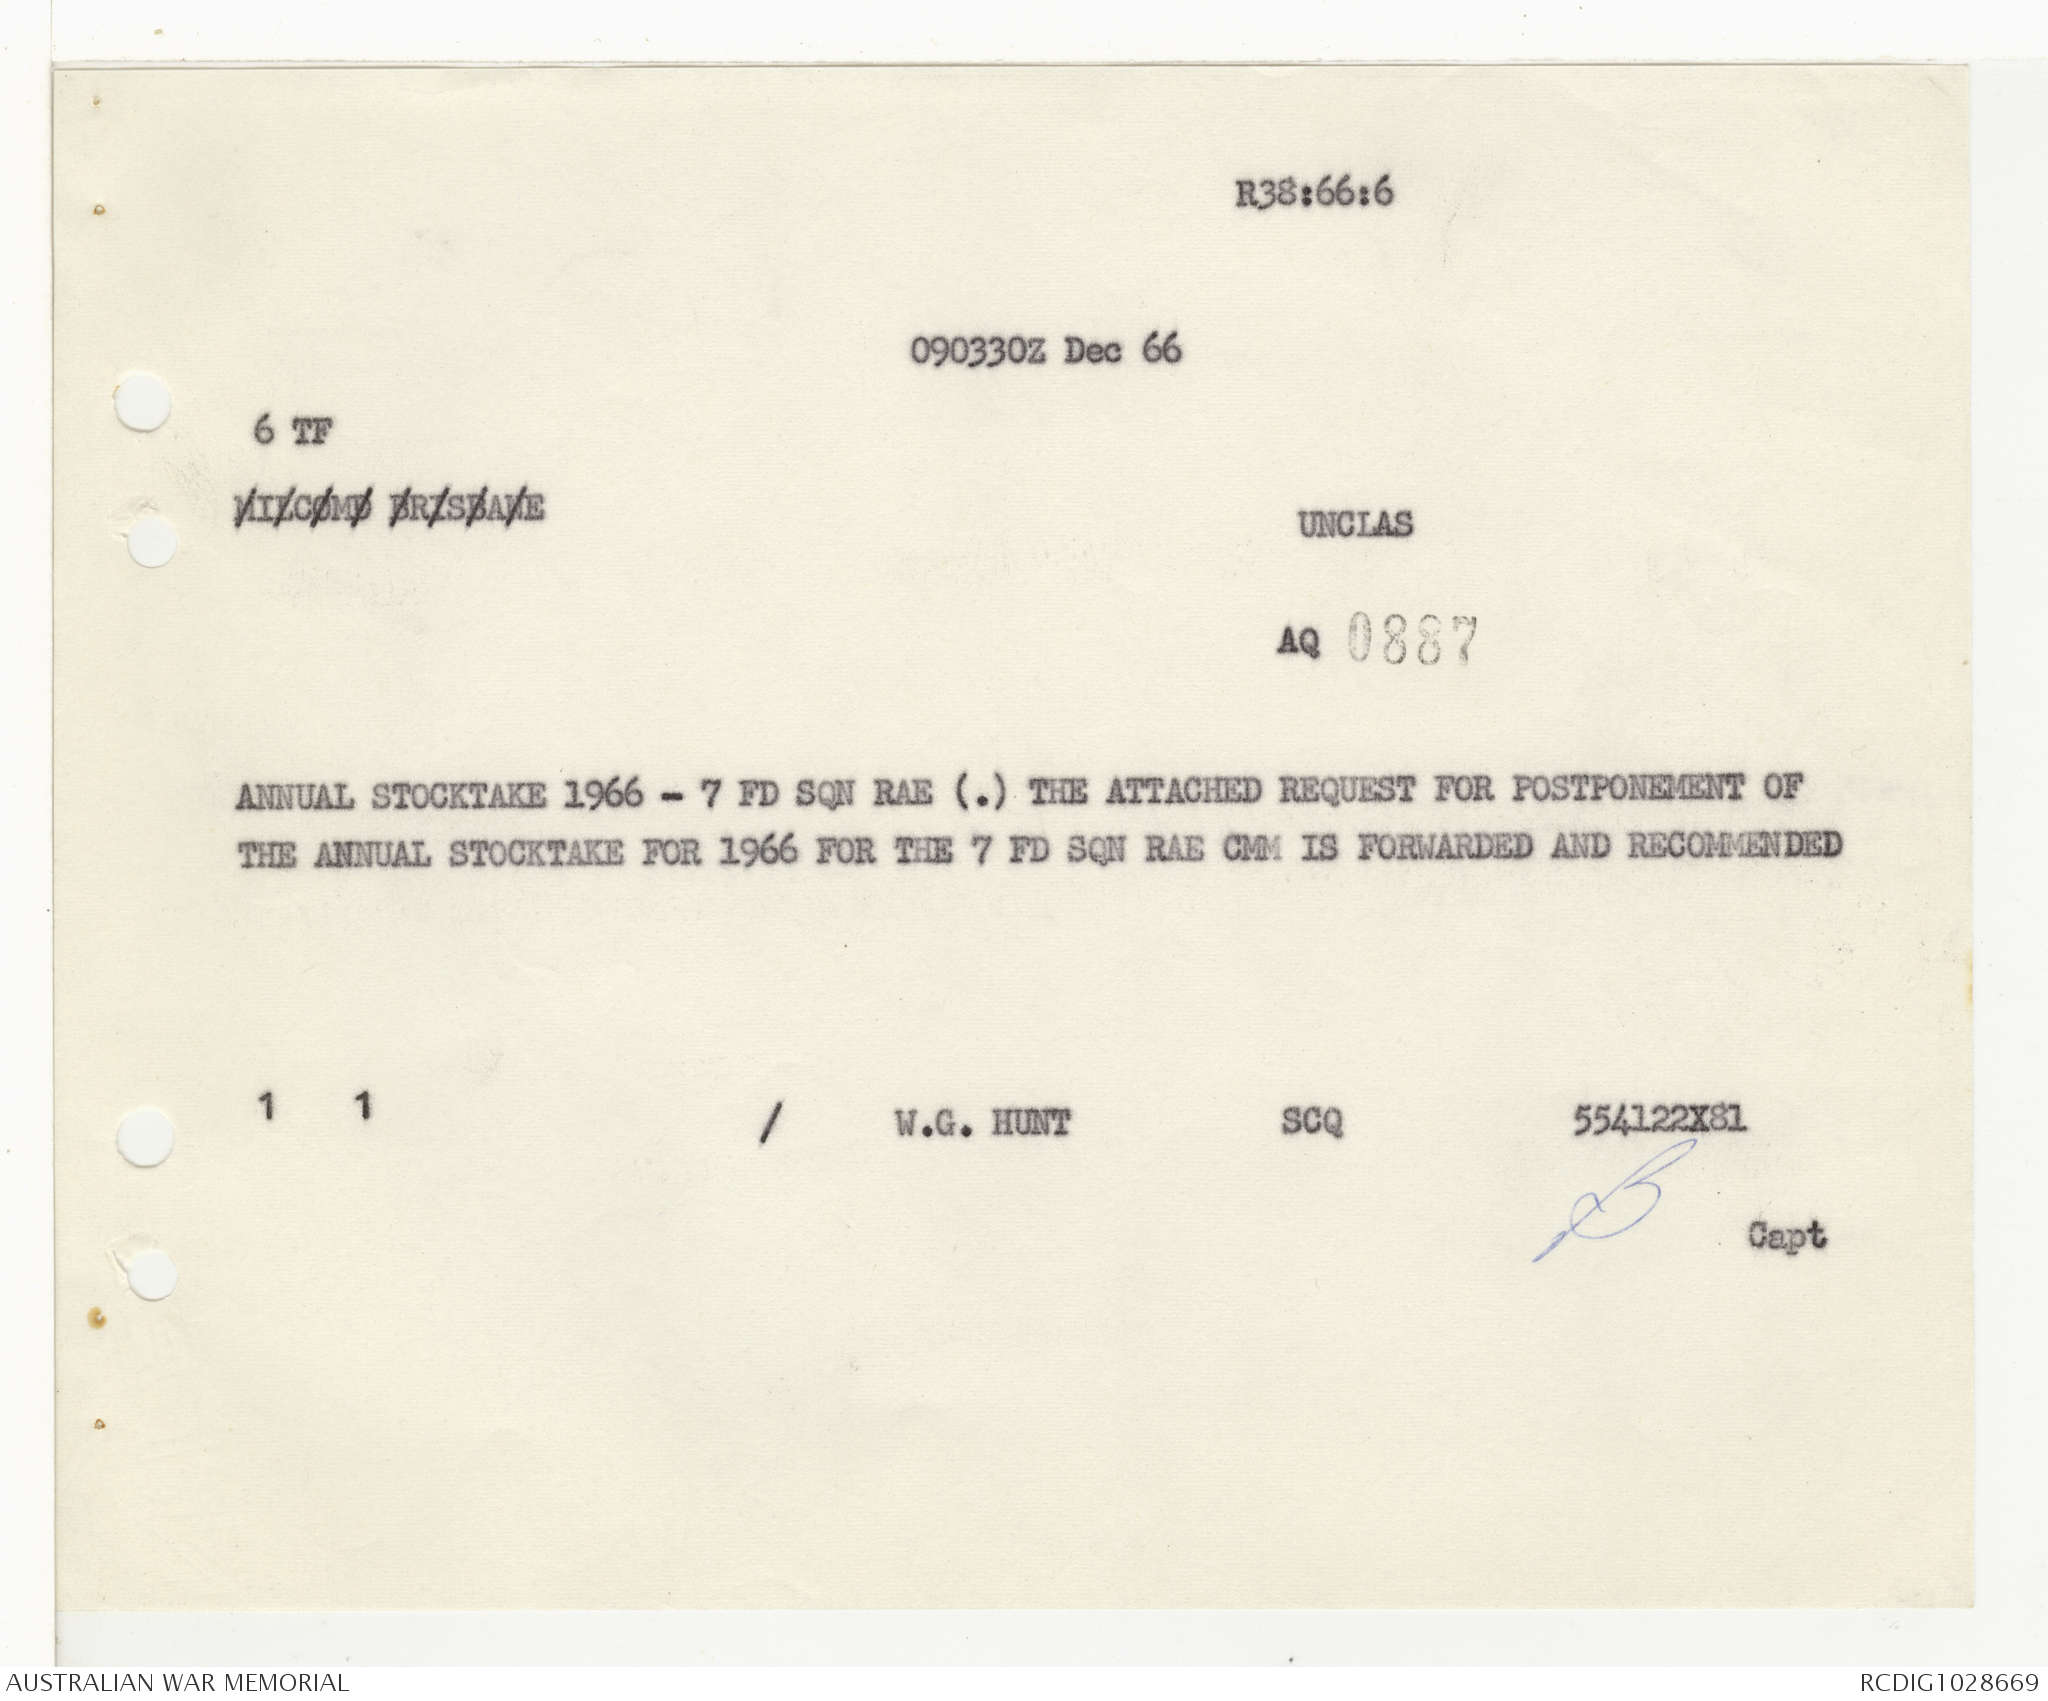 R38:66:6
090330Z Dec 66
6 TF
MILCOMD BRISBANE
UNCLAS
AQ 0887
ANNUAL STOCKTAKE 1966 - 7 FD SQN RAE (.) THE ATTACHED REQUEST FOR POSTPONEMENT OF
THE ANNUAL STOCKTAKE FOR 1966 FOR THE 7 FD SQN RAE CMM IS FORWARDED AND RECOMMENDED
1 1 / W.G. HUNT SCQ 554122X81
Capt
AUSTRALIAN WAR MEMORIAL RCDIG1028669